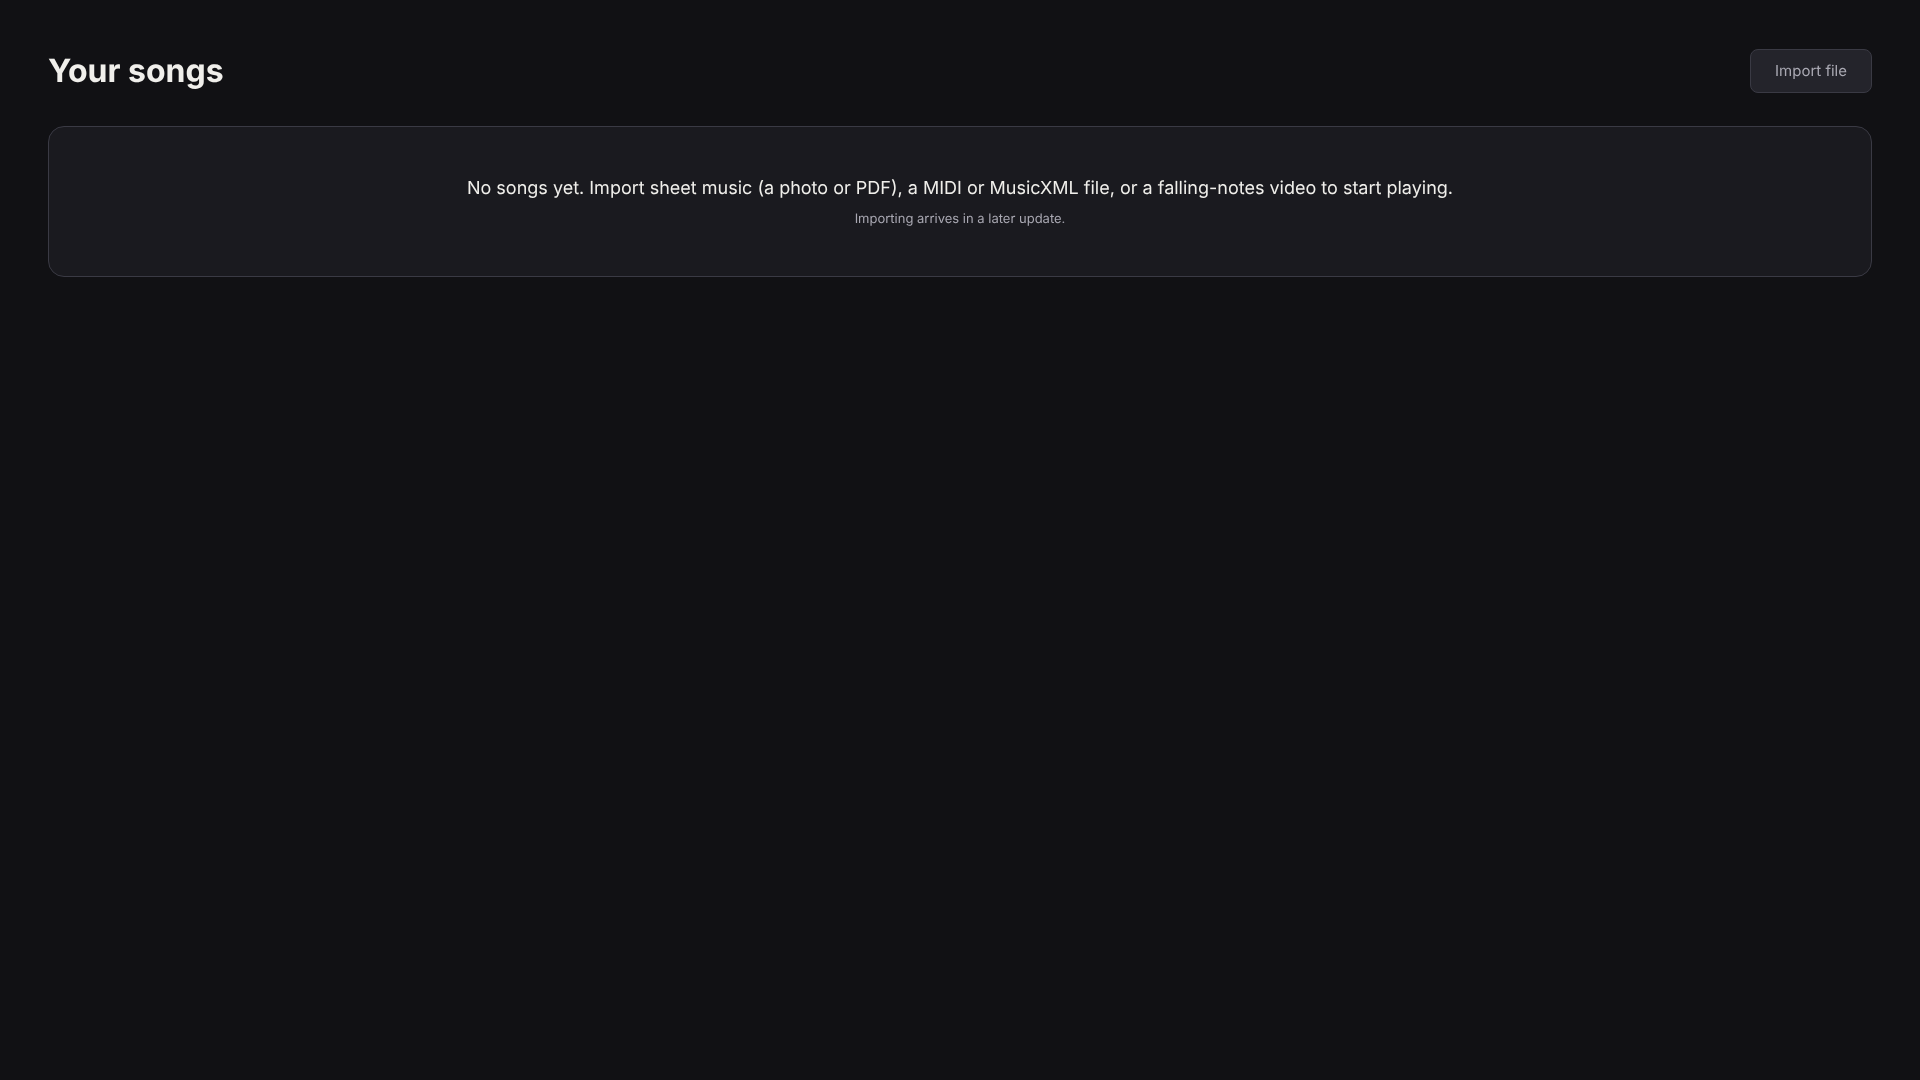 Your songs
Import file
No songs yet. Import sheet music (a photo or PDF), a MIDI or MusicXML file, or a falling-notes video to start playing.
Importing arrives in a later update.